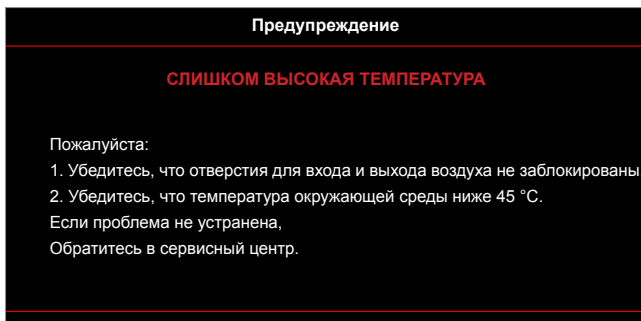 Предупреждение
СЛИШКОМ ВЫСОКАЯ ТЕМПЕРАТУРА
Пожалуйста:
1. Убедитесь, что отверстия для входа и выхода воздуха не заблокированы
2. Убедитесь, что температура окружающей среды ниже 45 °C.
Если проблема не устранена,
Обратитесь в сервисный центр.